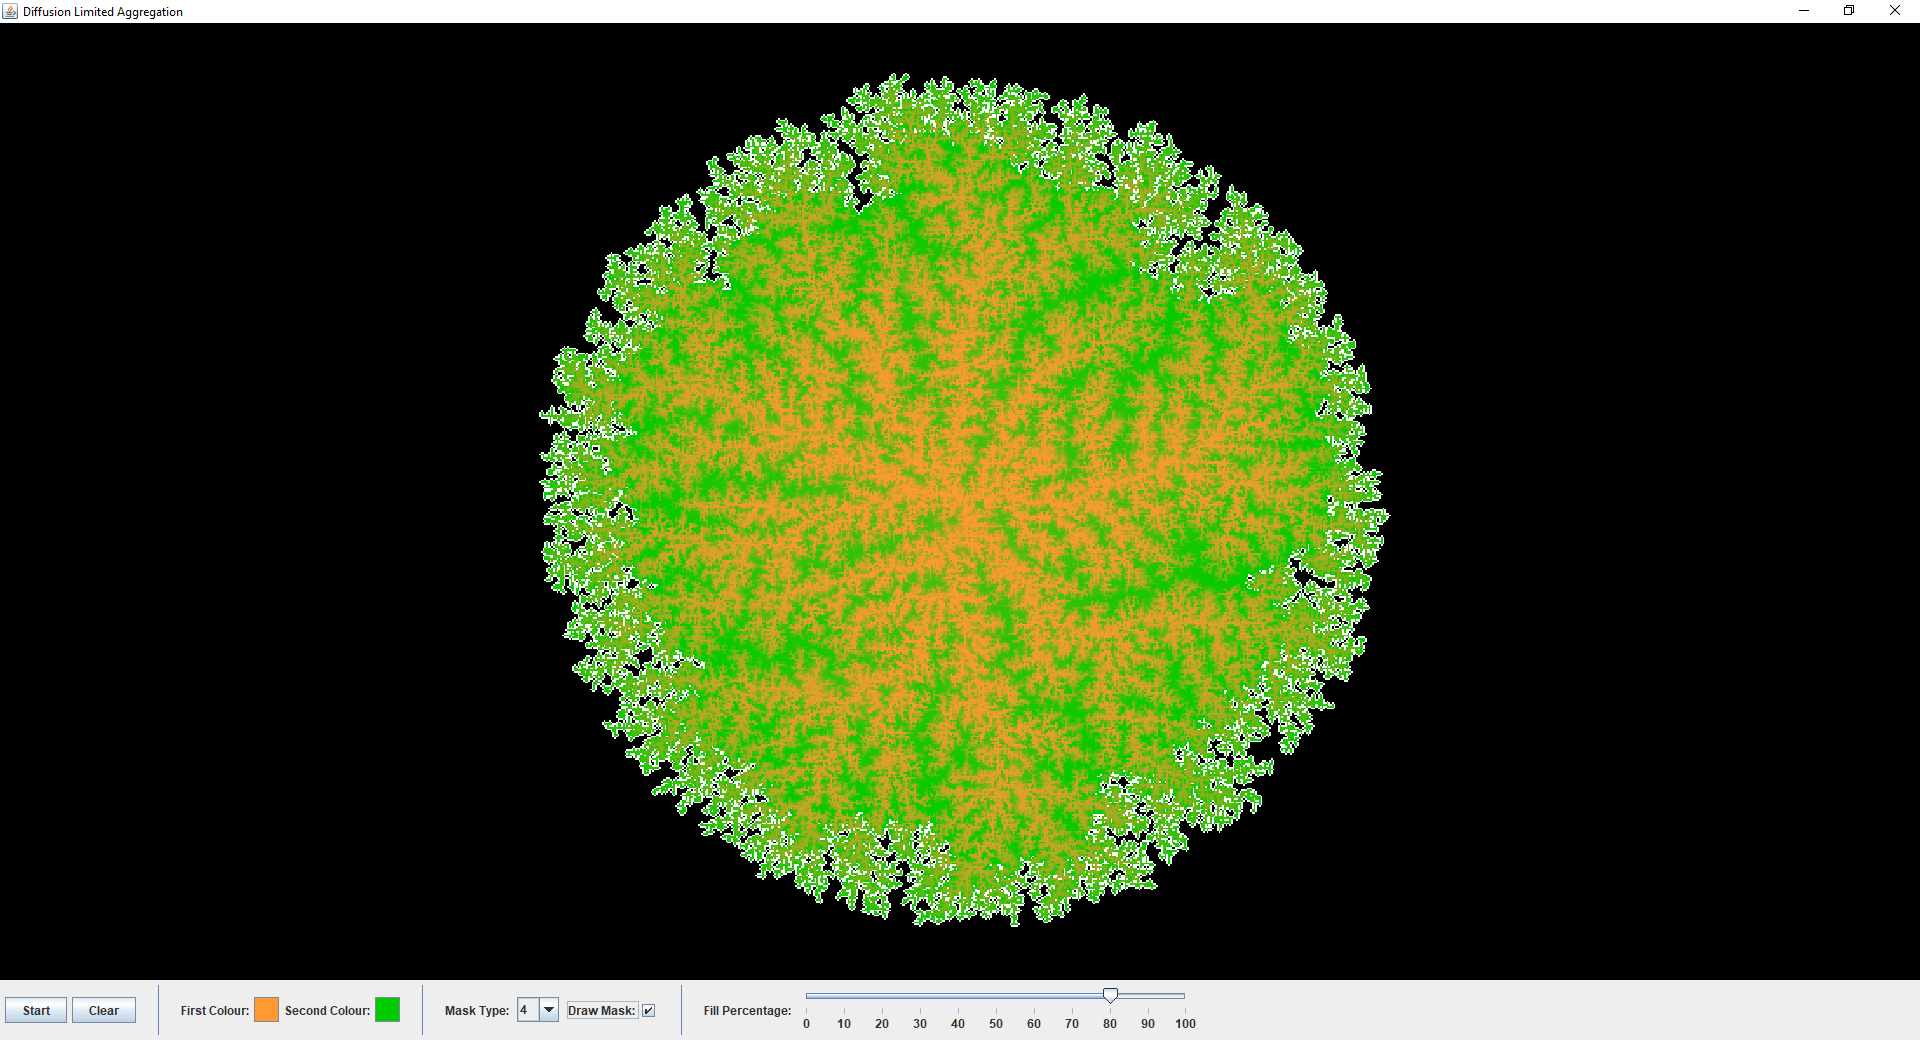 Diffusion Limited Aggregation
Start Clear First Colour: Second Colour: Mask Type: 4 Draw Mask: Fill Percentage:
0 10 20 30 40 50 60 70 80 90 100